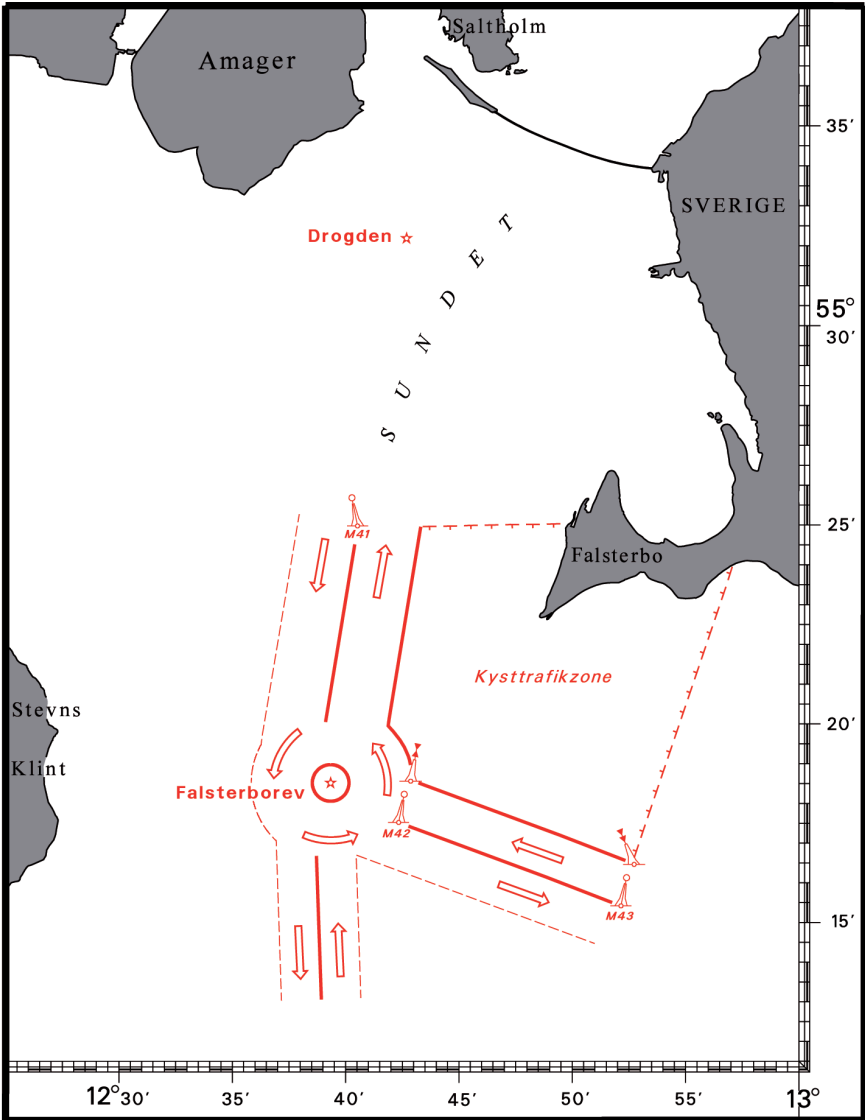 Saltholm
Amager
35′
SVERIGE
Drogden
SUNDET
55°
30′
M41
25′
Falsterbo
Kysttrafikzone
Stevns
Klint
20′
Falsterborev
M42
M43
15′
12°30′
35′
40′
45′
50′
55′
13°